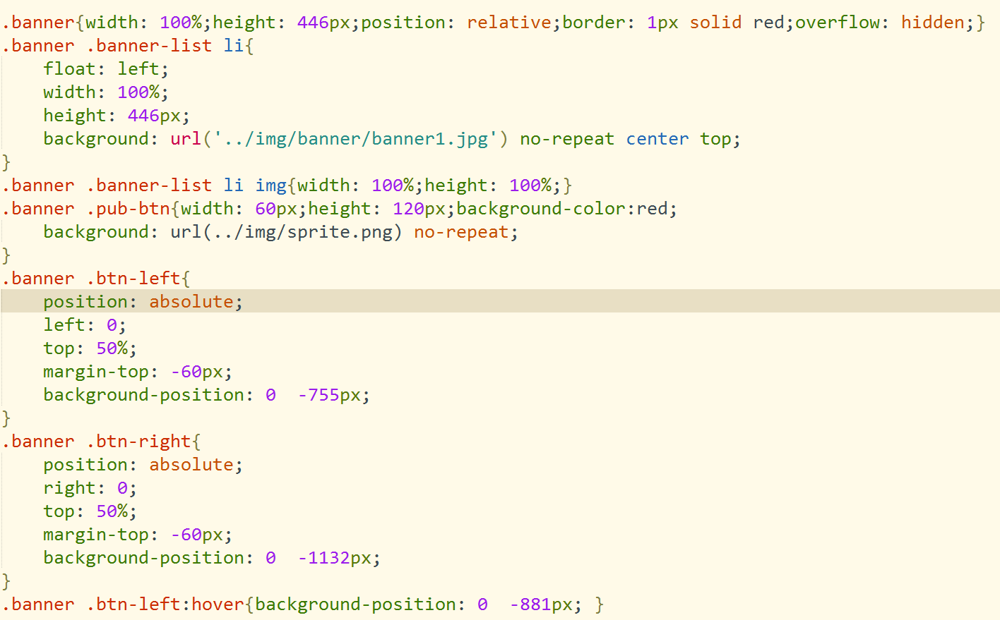 .banner{width: 100%;height: 446px;position: relative;border: 1px solid red;overflow: hidden;}
.banner .banner-list li{
    float: left;
    width: 100%;
    height: 446px;
    background: url('../img/banner/banner1.jpg') no-repeat center top;
}
.banner .banner-list li img{width: 100%;height: 100%;}
.banner .pub-btn{width: 60px;height: 120px;background-color:red;
    background: url(../img/sprite.png) no-repeat;
}
.banner .btn-left{
    position: absolute;
    left: 0;
    top: 50%;
    margin-top: -60px;
    background-position: 0  -755px;
}
.banner .btn-right{
    position: absolute;
    right: 0;
    top: 50%;
    margin-top: -60px;
    background-position: 0  -1132px;
}
.banner .btn-left:hover{background-position: 0  -881px; }